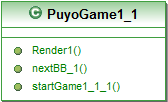 C PuyoGame1_1
Render1()
nextBB_1()
startGame1_1_1()